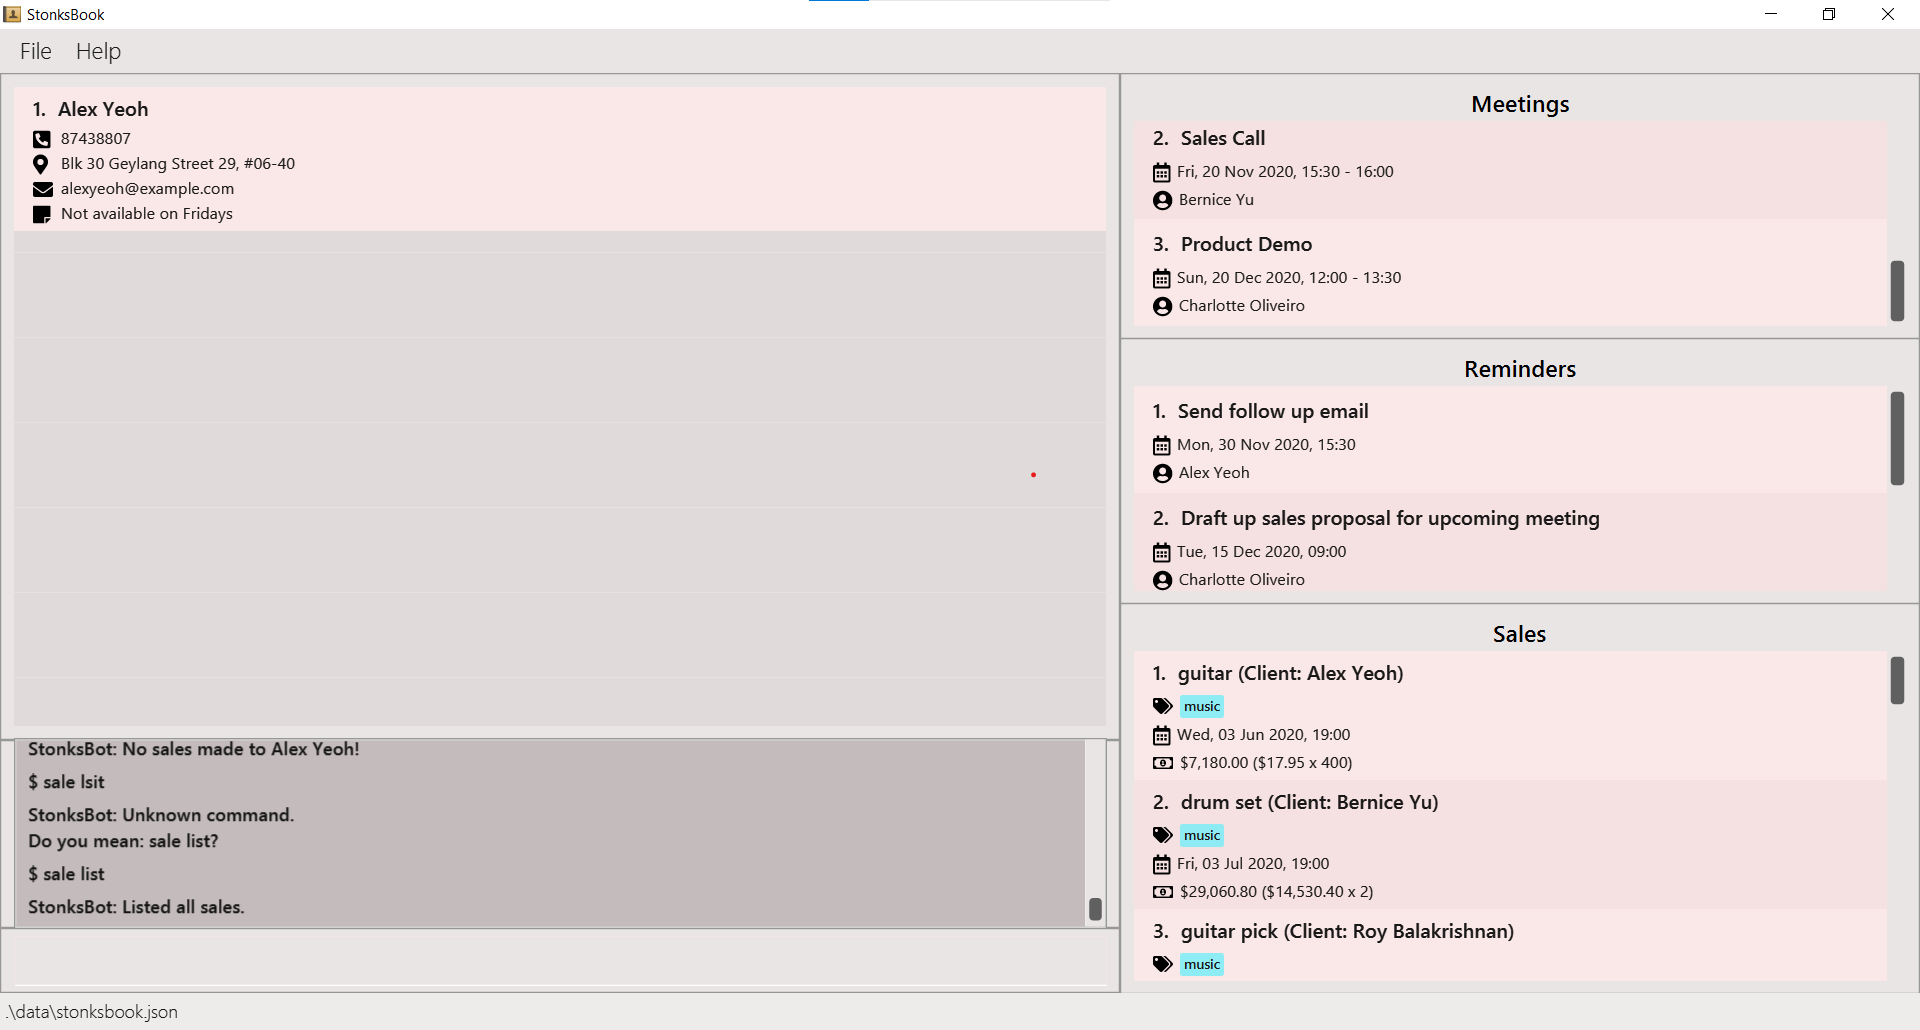 StonksBook
File Help
1. Alex Yeoh
87438807
Blk 30 Geylang Street 29, #06-40
alexyeoh@example.com
Not available on Fridays
StonksBot: No sales made to Alex Yeoh!
$ sale lsit
StonksBot: Unknown command.
Do you mean: sale list?
$ sale list
StonksBot: Listed all sales.
Meetings
2. Sales Call
Fri, 20 Nov 2020, 15:30 - 16:00
Bernice Yu
3. Product Demo
Sun, 20 Dec 2020, 12:00 - 13:30
Charlotte Oliveiro
Reminders
1. Send follow up email
Mon, 30 Nov 2020, 15:30
Alex Yeoh
2. Draft up sales proposal for upcoming meeting
Tue, 15 Dec 2020, 09:00
Charlotte Oliveiro
Sales
1. guitar (Client: Alex Yeoh)
music
Wed, 03 Jun 2020, 19:00
$7,180.00 ($17.95 x 400)
2. drum set (Client: Bernice Yu)
music
Fri, 03 Jul 2020, 19:00
$29,060.80 ($14,530.40 x 2)
3. guitar pick (Client: Roy Balakrishnan)
music
.\data\stonksbook.json